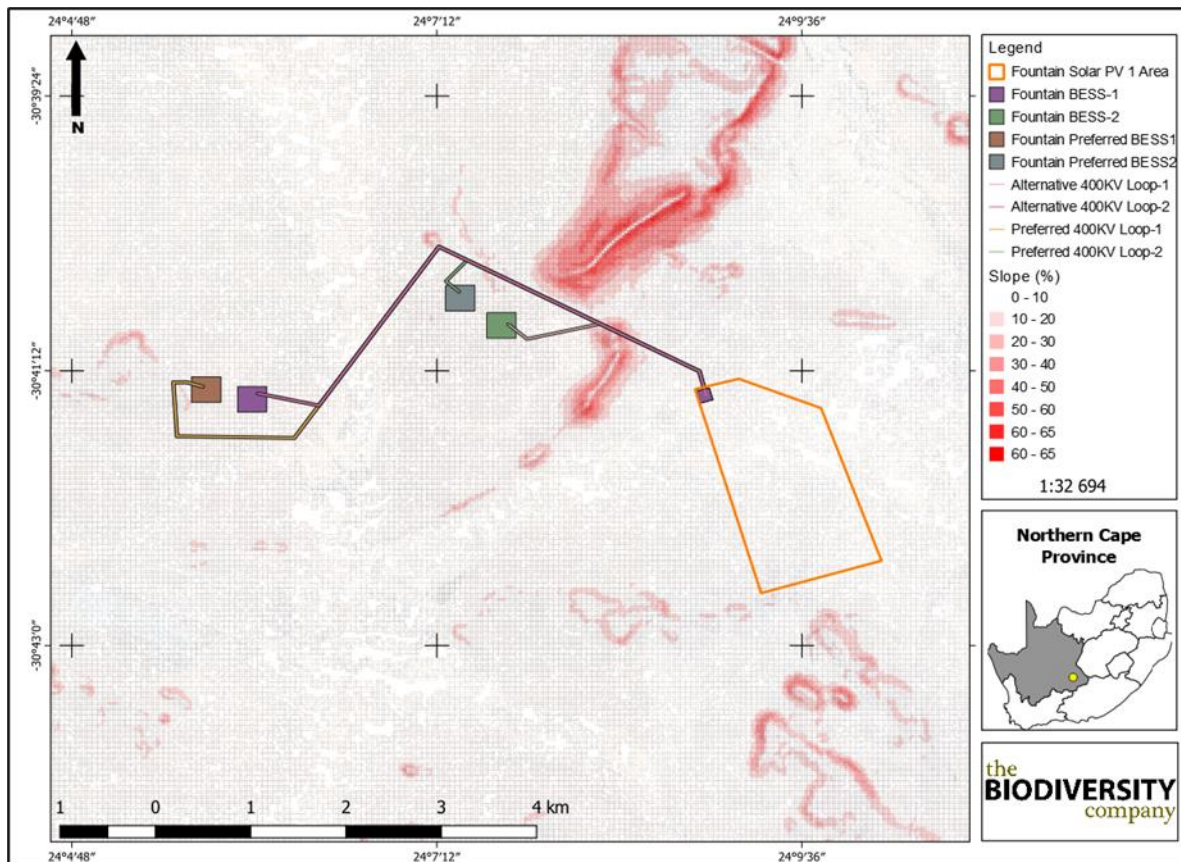 24°4'48"
24°7'12"
24°9'36"
-30°39'24"
-30°41'12"
-30°43'0"
N
1 0 1 2 3 4 km
24°4'48"
24°7'12"
24°9'36"
Legend
Fountain Solar PV 1 Area
Fountain BESS-1
Fountain BESS-2
Fountain Preferred BESS1
Fountain Preferred BESS2
Alternative 400KV Loop-1
Alternative 400KV Loop-2
Preferred 400KV Loop-1
Preferred 400KV Loop-2
Slope (%)
0 - 10
10 - 20
20 - 30
30 - 40
40 - 50
50 - 60
60 - 65
60 - 65
1:32 694
Northern Cape
Province
the
BIODIVERSITY
company